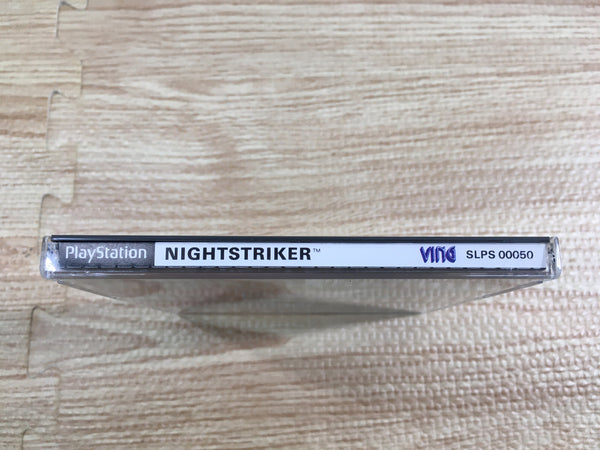 PlayStation NIGHTSTRIKER™ VING SLPS 00050